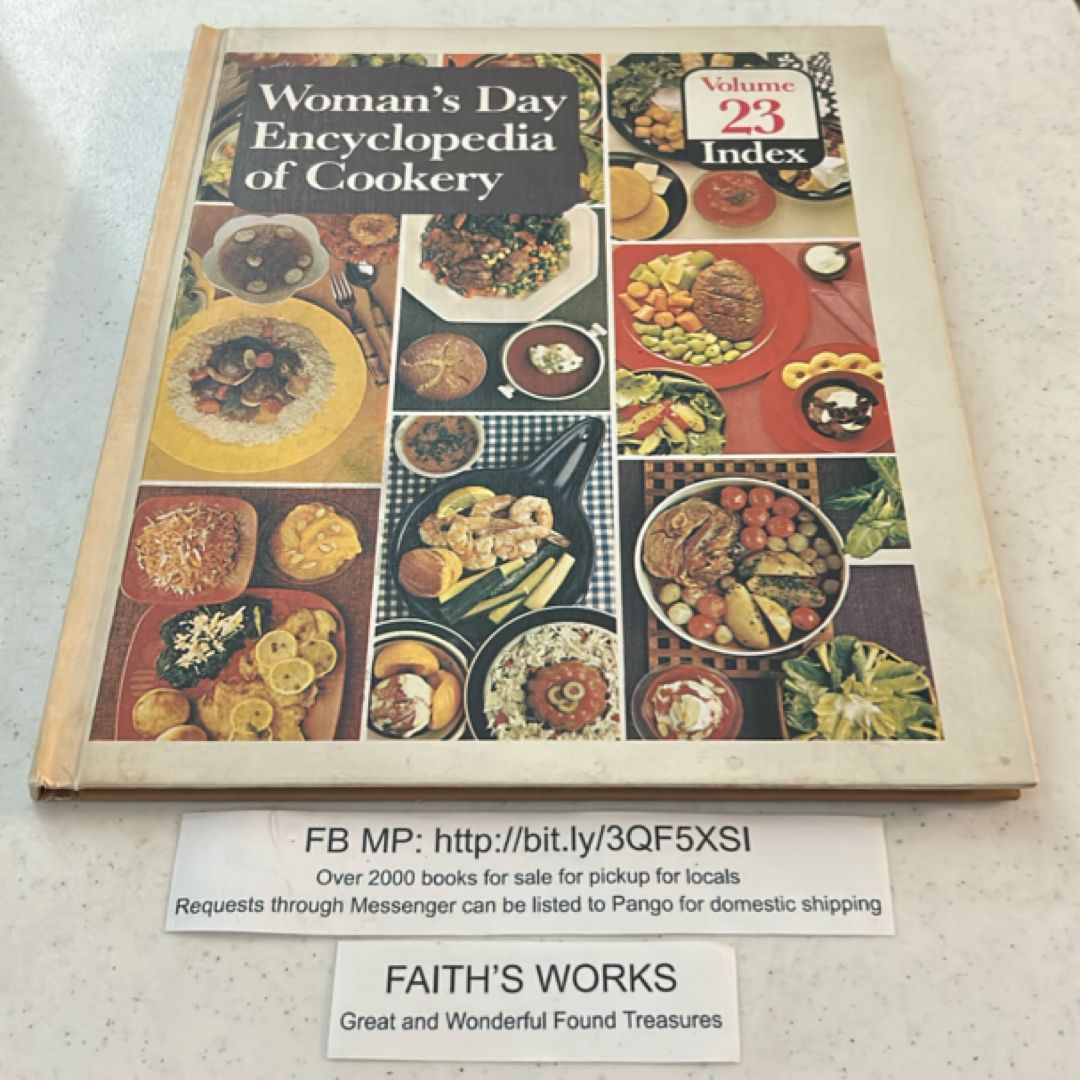 Woman's Day
Encyclopedia
of Cookery
Volume
23
Index
FB MP: http://bit.ly/3QF5XSI
Over 2000 books for sale for pickup for locals
Requests through Messenger can be listed to Pango for domestic shipping
FAITH'S WORKS
Great and Wonderful Found Treasures